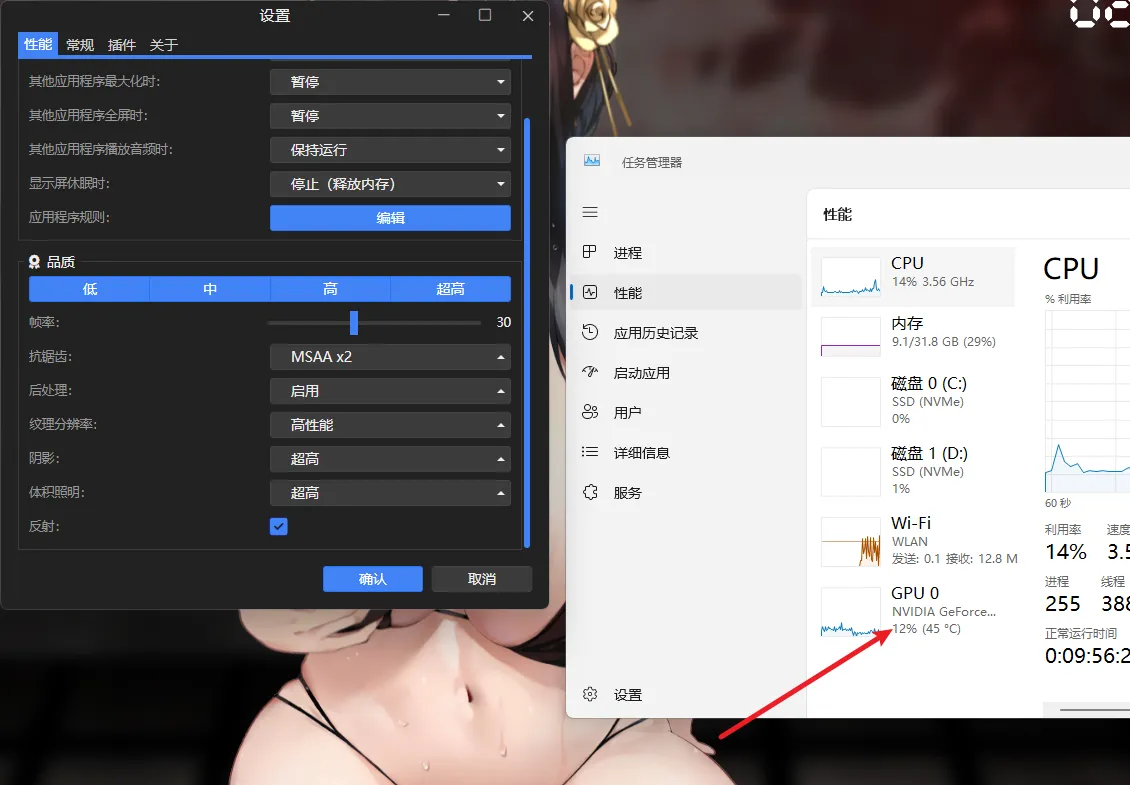 设置
性能 常规 插件 关于
其他应用程序最大化时: 暂停
其他应用程序全屏时: 暂停
其他应用程序播放音频时: 保持运行
显示屏休眠时: 停止（释放内存）
应用程序规则: 编辑
品质
低 中 高 超高
帧率: 30
抗锯齿: MSAA x2
后处理: 启用
纹理分辨率: 高性能
阴影: 超高
体积照明: 超高
反射:
确认 取消
任务管理器
进程
性能
应用历史记录
启动应用
用户
详细信息
服务
设置
性能
CPU
14% 3.56 GHz
内存
9.1/31.8 GB (29%)
磁盘 0 (C:)
SSD (NVMe)
0%
磁盘 1 (D:)
SSD (NVMe)
1%
Wi-Fi
WLAN
发送: 0.1 接收: 12.8 M
GPU 0
NVIDIA GeForce...
12% (45 °C)
CPU
% 利用率
60 秒
利用率 速度
14% 3.5
进程 线程
255 388
正常运行时间
0:09:56:2